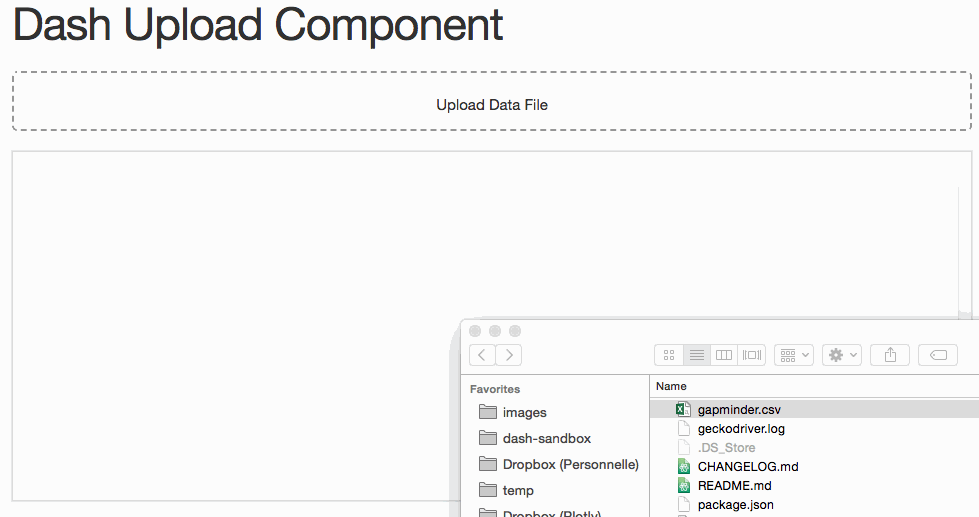 Dash Upload Component
Upload Data File
Favorites
images
dash-sandbox
Dropbox (Personnelle)
temp
Dropbox (Plotly)
Name
gapminder.csv
geckodriver.log
.DS_Store
CHANGELOG.md
README.md
package.json